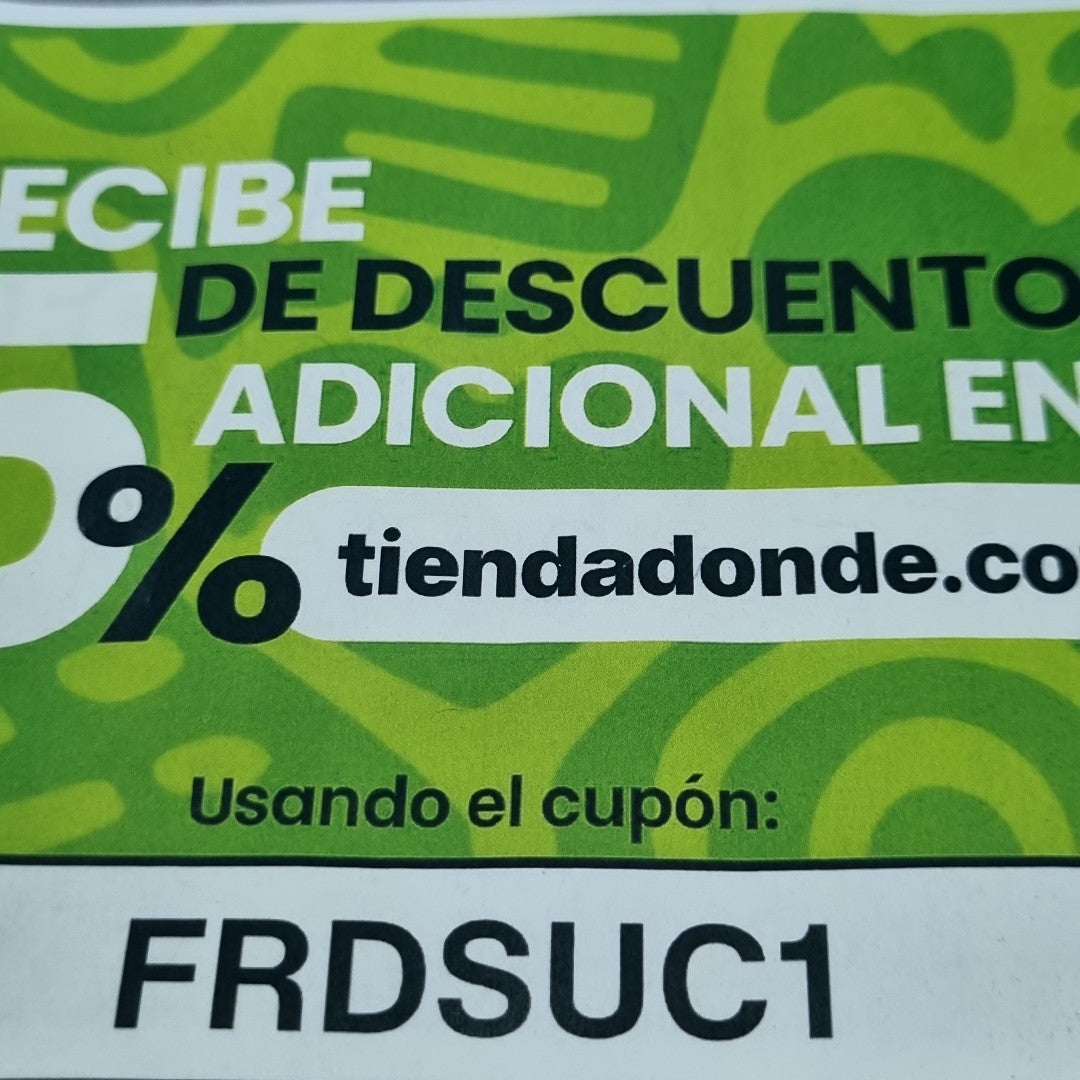 ECIBE
DE DESCUENTO
ADICIONAL EN
%
tiendadonde.co
Usando el cupón:
FRDSUC1